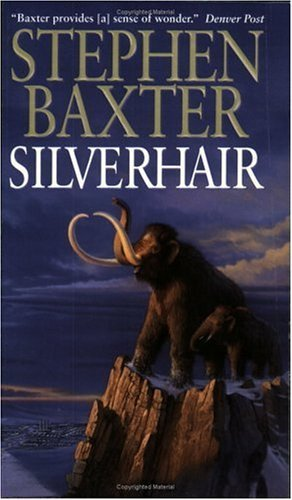 "Baxter provides [a] sense of wonder." Denver Post
STEPHEN
BAXTER
SILVERHAIR